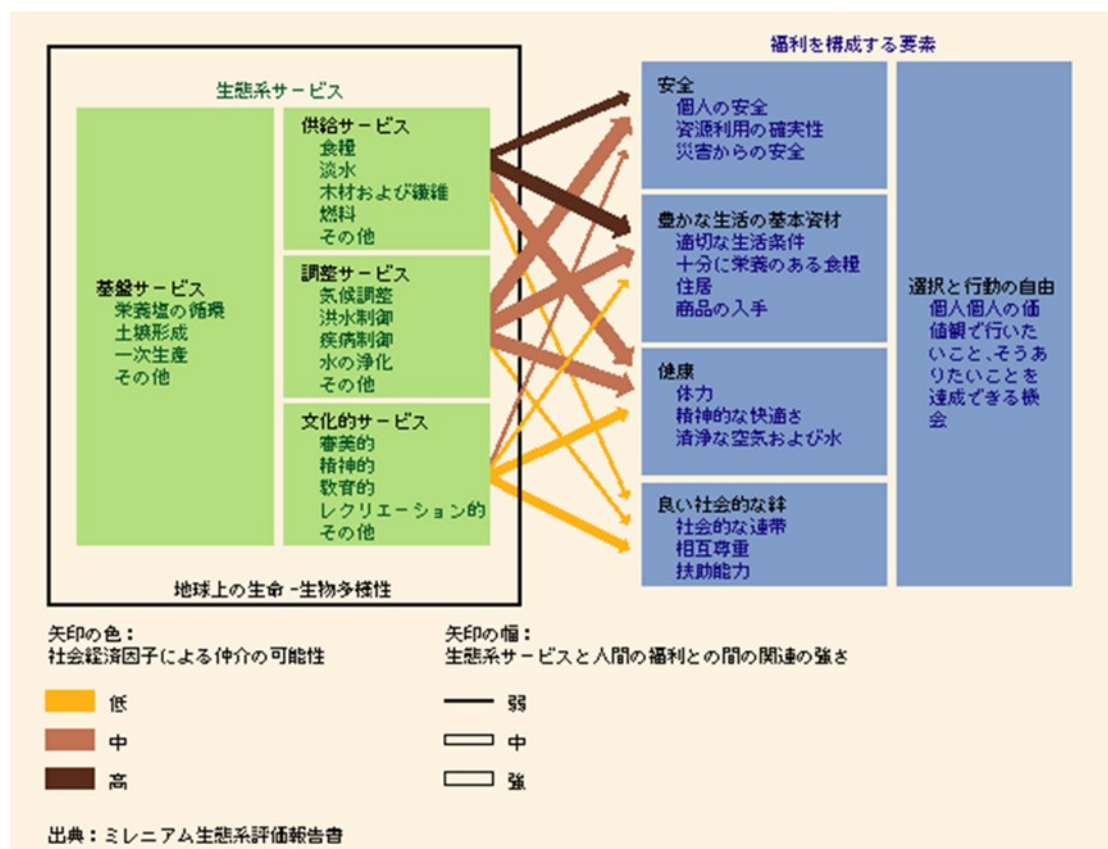 福利を構成する要素
生態系サービス
基盤サービス
栄養塩の循環
土壌形成
一次生産
その他
供給サービス
食糧
淡水
木材および繊維
燃料
その他
調整サービス
気候調整
洪水制御
疾病制御
水の浄化
その他
文化的サービス
審美的
精神的
教育的
レクリエーション的
その他
地球上の生命-生物多様性
安全
個人の安全
資源利用の確実性
災害からの安全
豊かな生活の基本資材
適切な生活条件
十分に栄養のある食糧
住居
商品の入手
健康
体力
精神的な快適さ
清浄な空気および水
良い社会的な絆
社会的な連帯
相互尊重
扶助能力
選択と行動の自由
個人個人の価
値観で行いた
いこと、そうあ
りたいことを
達成できる機
会
矢印の色：
社会経済因子による仲介の可能性
低
中
高
矢印の幅：
生態系サービスと人間の福利との間の関連の強さ
弱
中
強
出典：ミレニアム生態系評価報告書